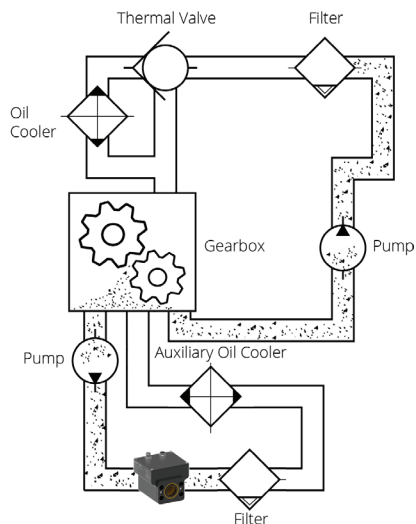 Thermal Valve
Filter
Oil
Cooler
Gearbox
Pump
Pump
Auxiliary Oil Cooler
Filter